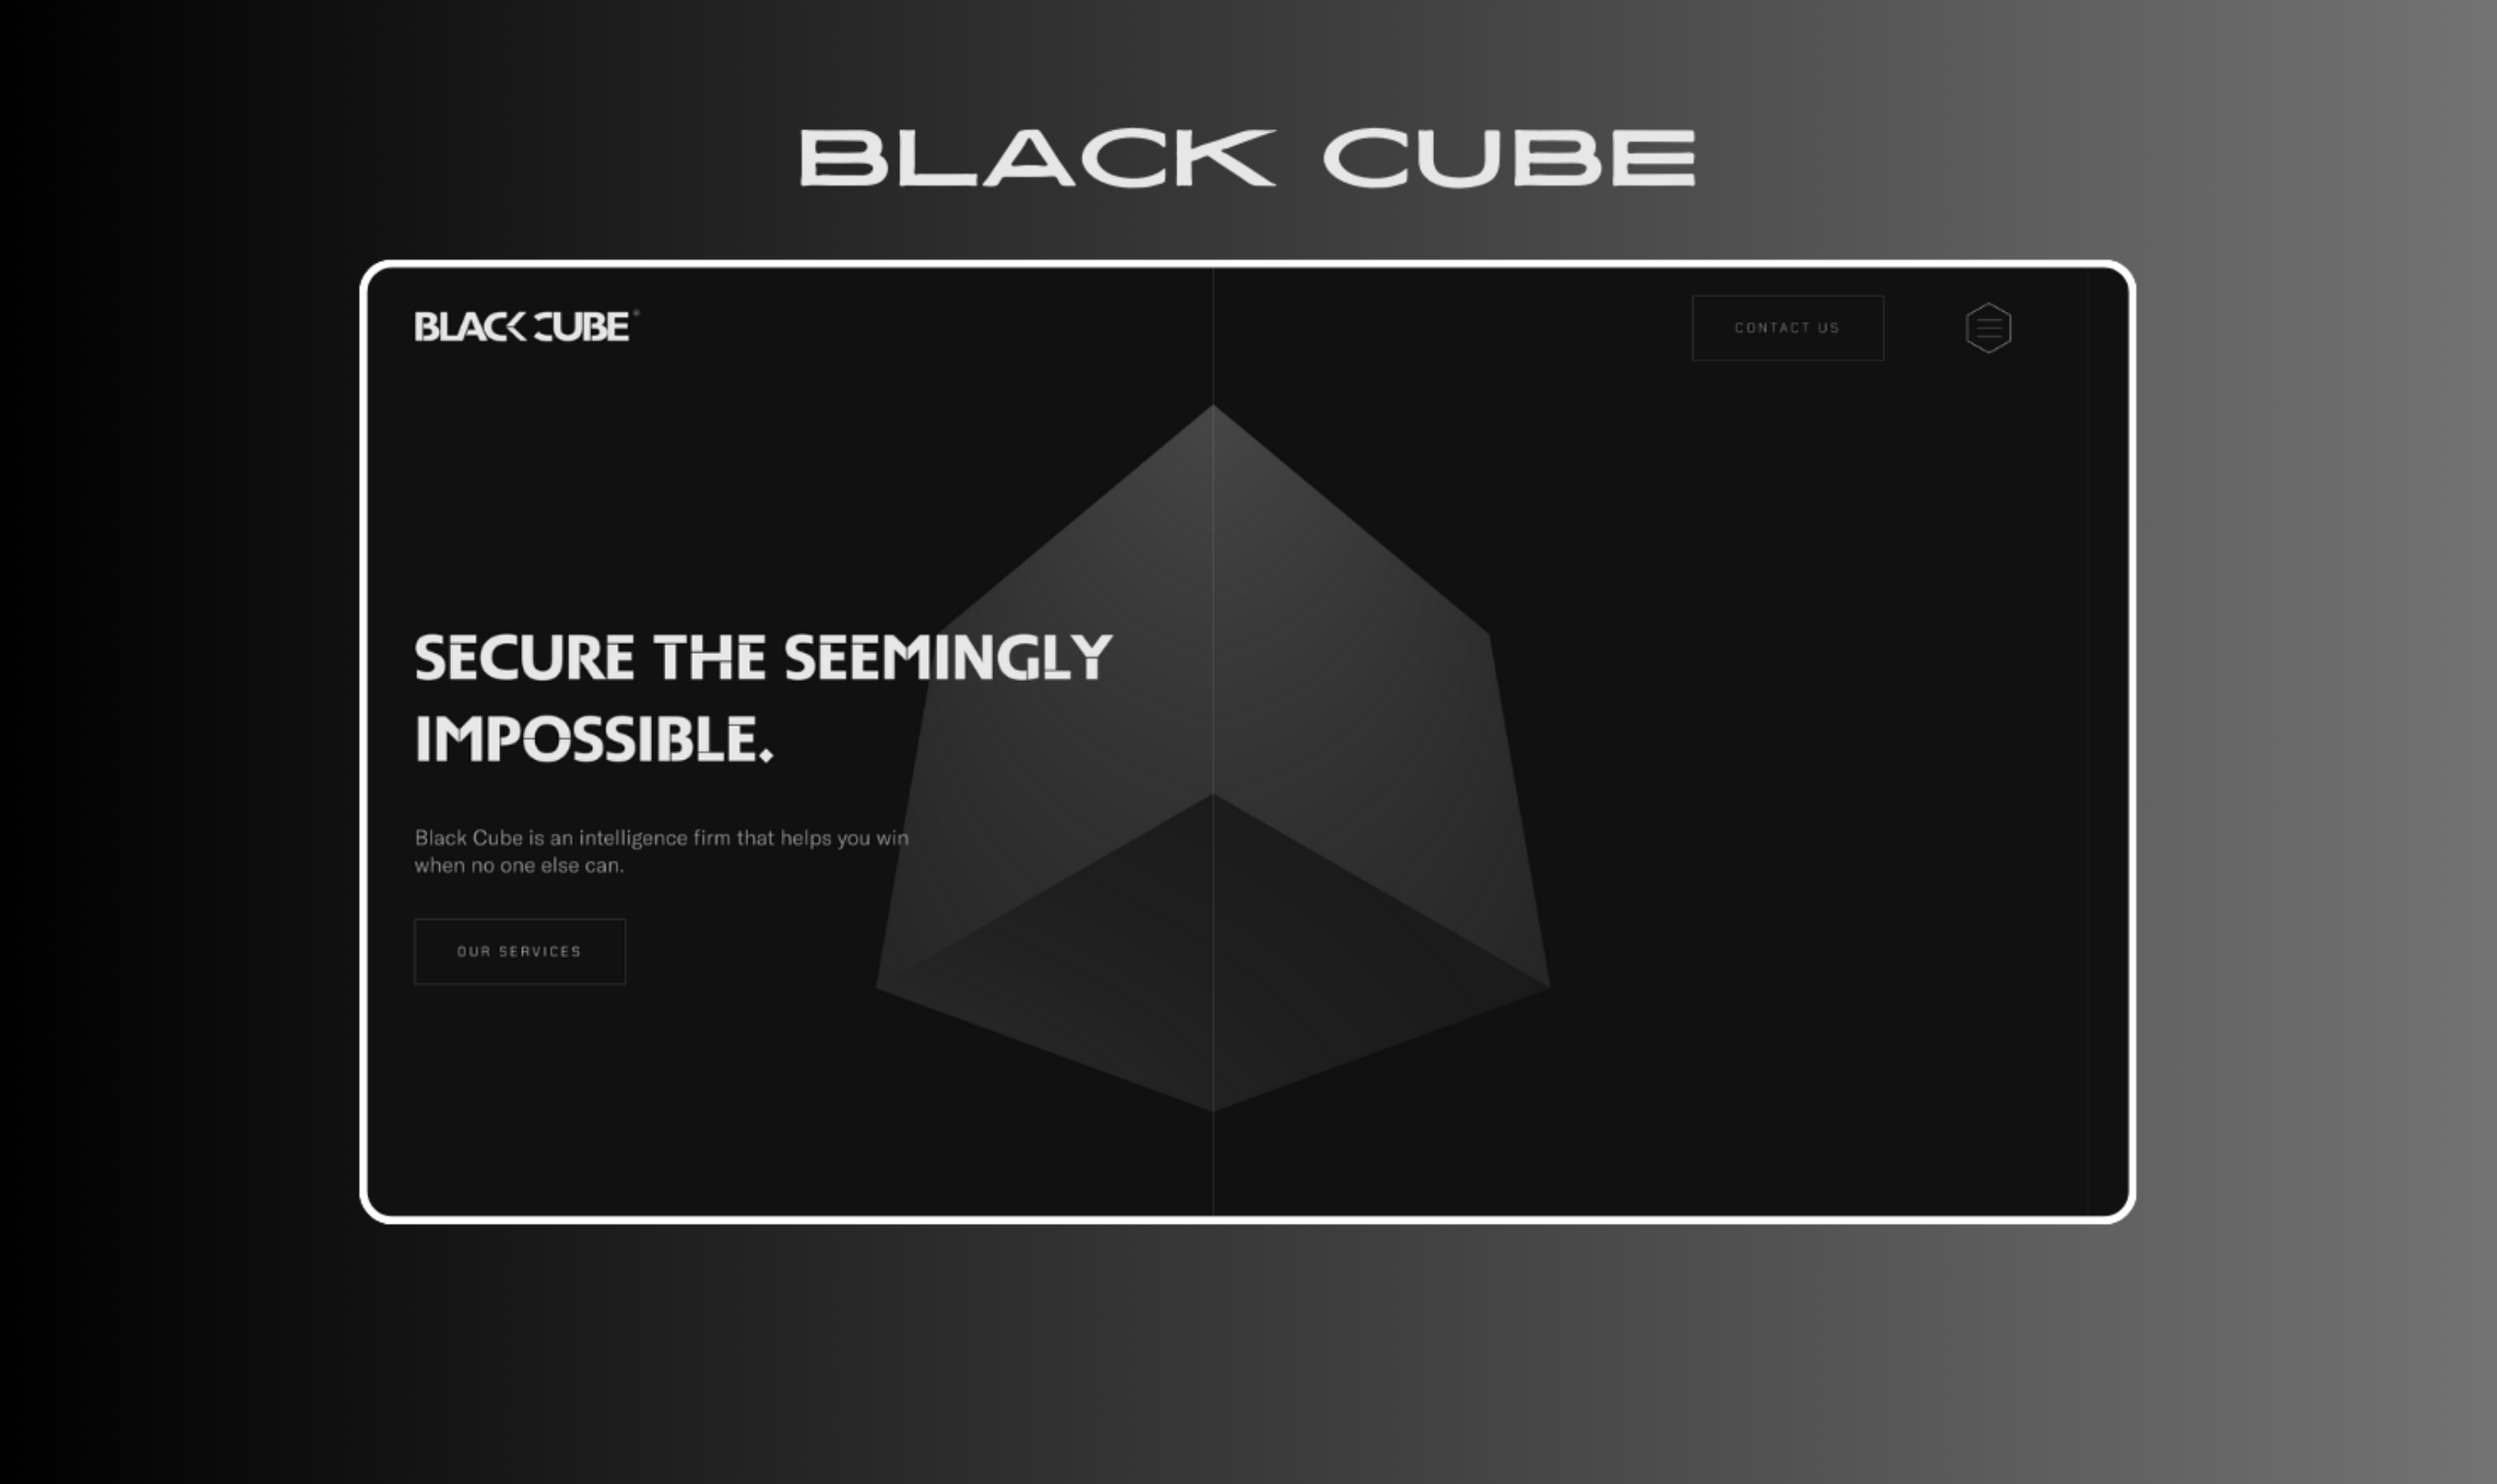 BLACK CUBE
BLACK CUBE
CONTACT US
SECURE THE SEEMINGLY
IMPOSSIBLE.
Black Cube is an intelligence firm that helps you win
when no one else can.
OUR SERVICES